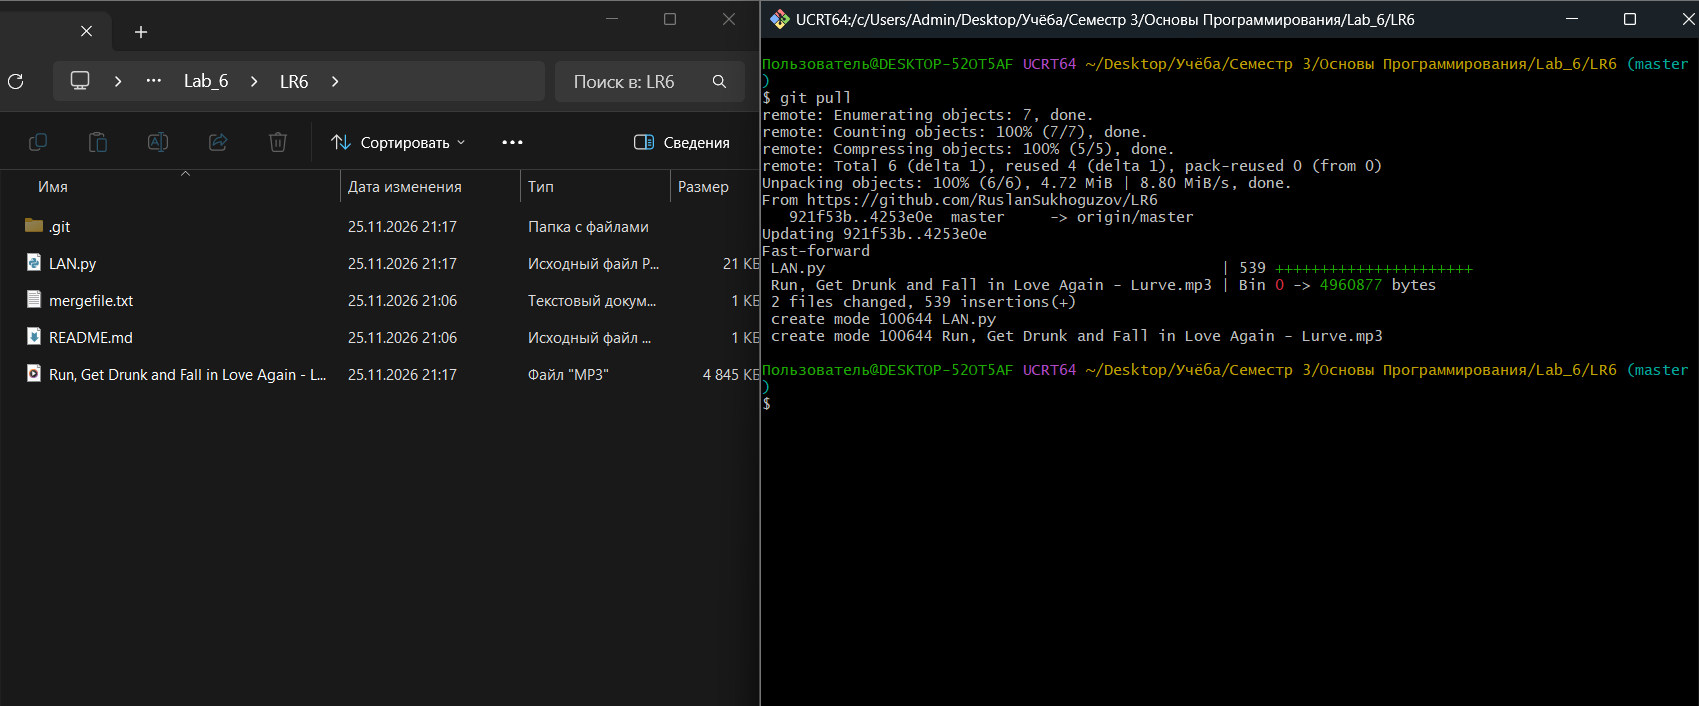 Lab_6
LR6
Поиск в: LR6
Сортировать
Сведения
Имя Дата изменения Тип Размер
.git 25.11.2026 21:17 Папка с файлами
LAN.py 25.11.2026 21:17 Исходный файл P... 21 КБ
mergefile.txt 25.11.2026 21:06 Текстовый докум... 1 КБ
README.md 25.11.2026 21:06 Исходный файл ... 1 КБ
Run, Get Drunk and Fall in Love Again - L... 25.11.2026 21:17 Файл "MP3" 4 845 КБ
UCRT64:/c/Users/Admin/Desktop/Учёба/Семестр 3/Основы Программирования/Lab_6/LR6
Пользователь@DESKTOP-52OT5AF UCRT64 ~/Desktop/Учёба/Семестр 3/Основы Программирования/Lab_6/LR6 (master
)
$ git pull
remote: Enumerating objects: 7, done.
remote: Counting objects: 100% (7/7), done.
remote: Compressing objects: 100% (5/5), done.
remote: Total 6 (delta 1), reused 4 (delta 1), pack-reused 0 (from 0)
Unpacking objects: 100% (6/6), 4.72 MiB | 8.80 MiB/s, done.
From https://github.com/RuslanSukhoguzov/LR6
921f53b..4253e0e master -> origin/master
Updating 921f53b..4253e0e
Fast-forward
LAN.py | 539 ++++++++++++++++++++++
Run, Get Drunk and Fall in Love Again - Lurve.mp3 | Bin 0 -> 4960877 bytes
2 files changed, 539 insertions(+)
create mode 100644 LAN.py
create mode 100644 Run, Get Drunk and Fall in Love Again - Lurve.mp3
Пользователь@DESKTOP-52OT5AF UCRT64 ~/Desktop/Учёба/Семестр 3/Основы Программирования/Lab_6/LR6 (master
)
$